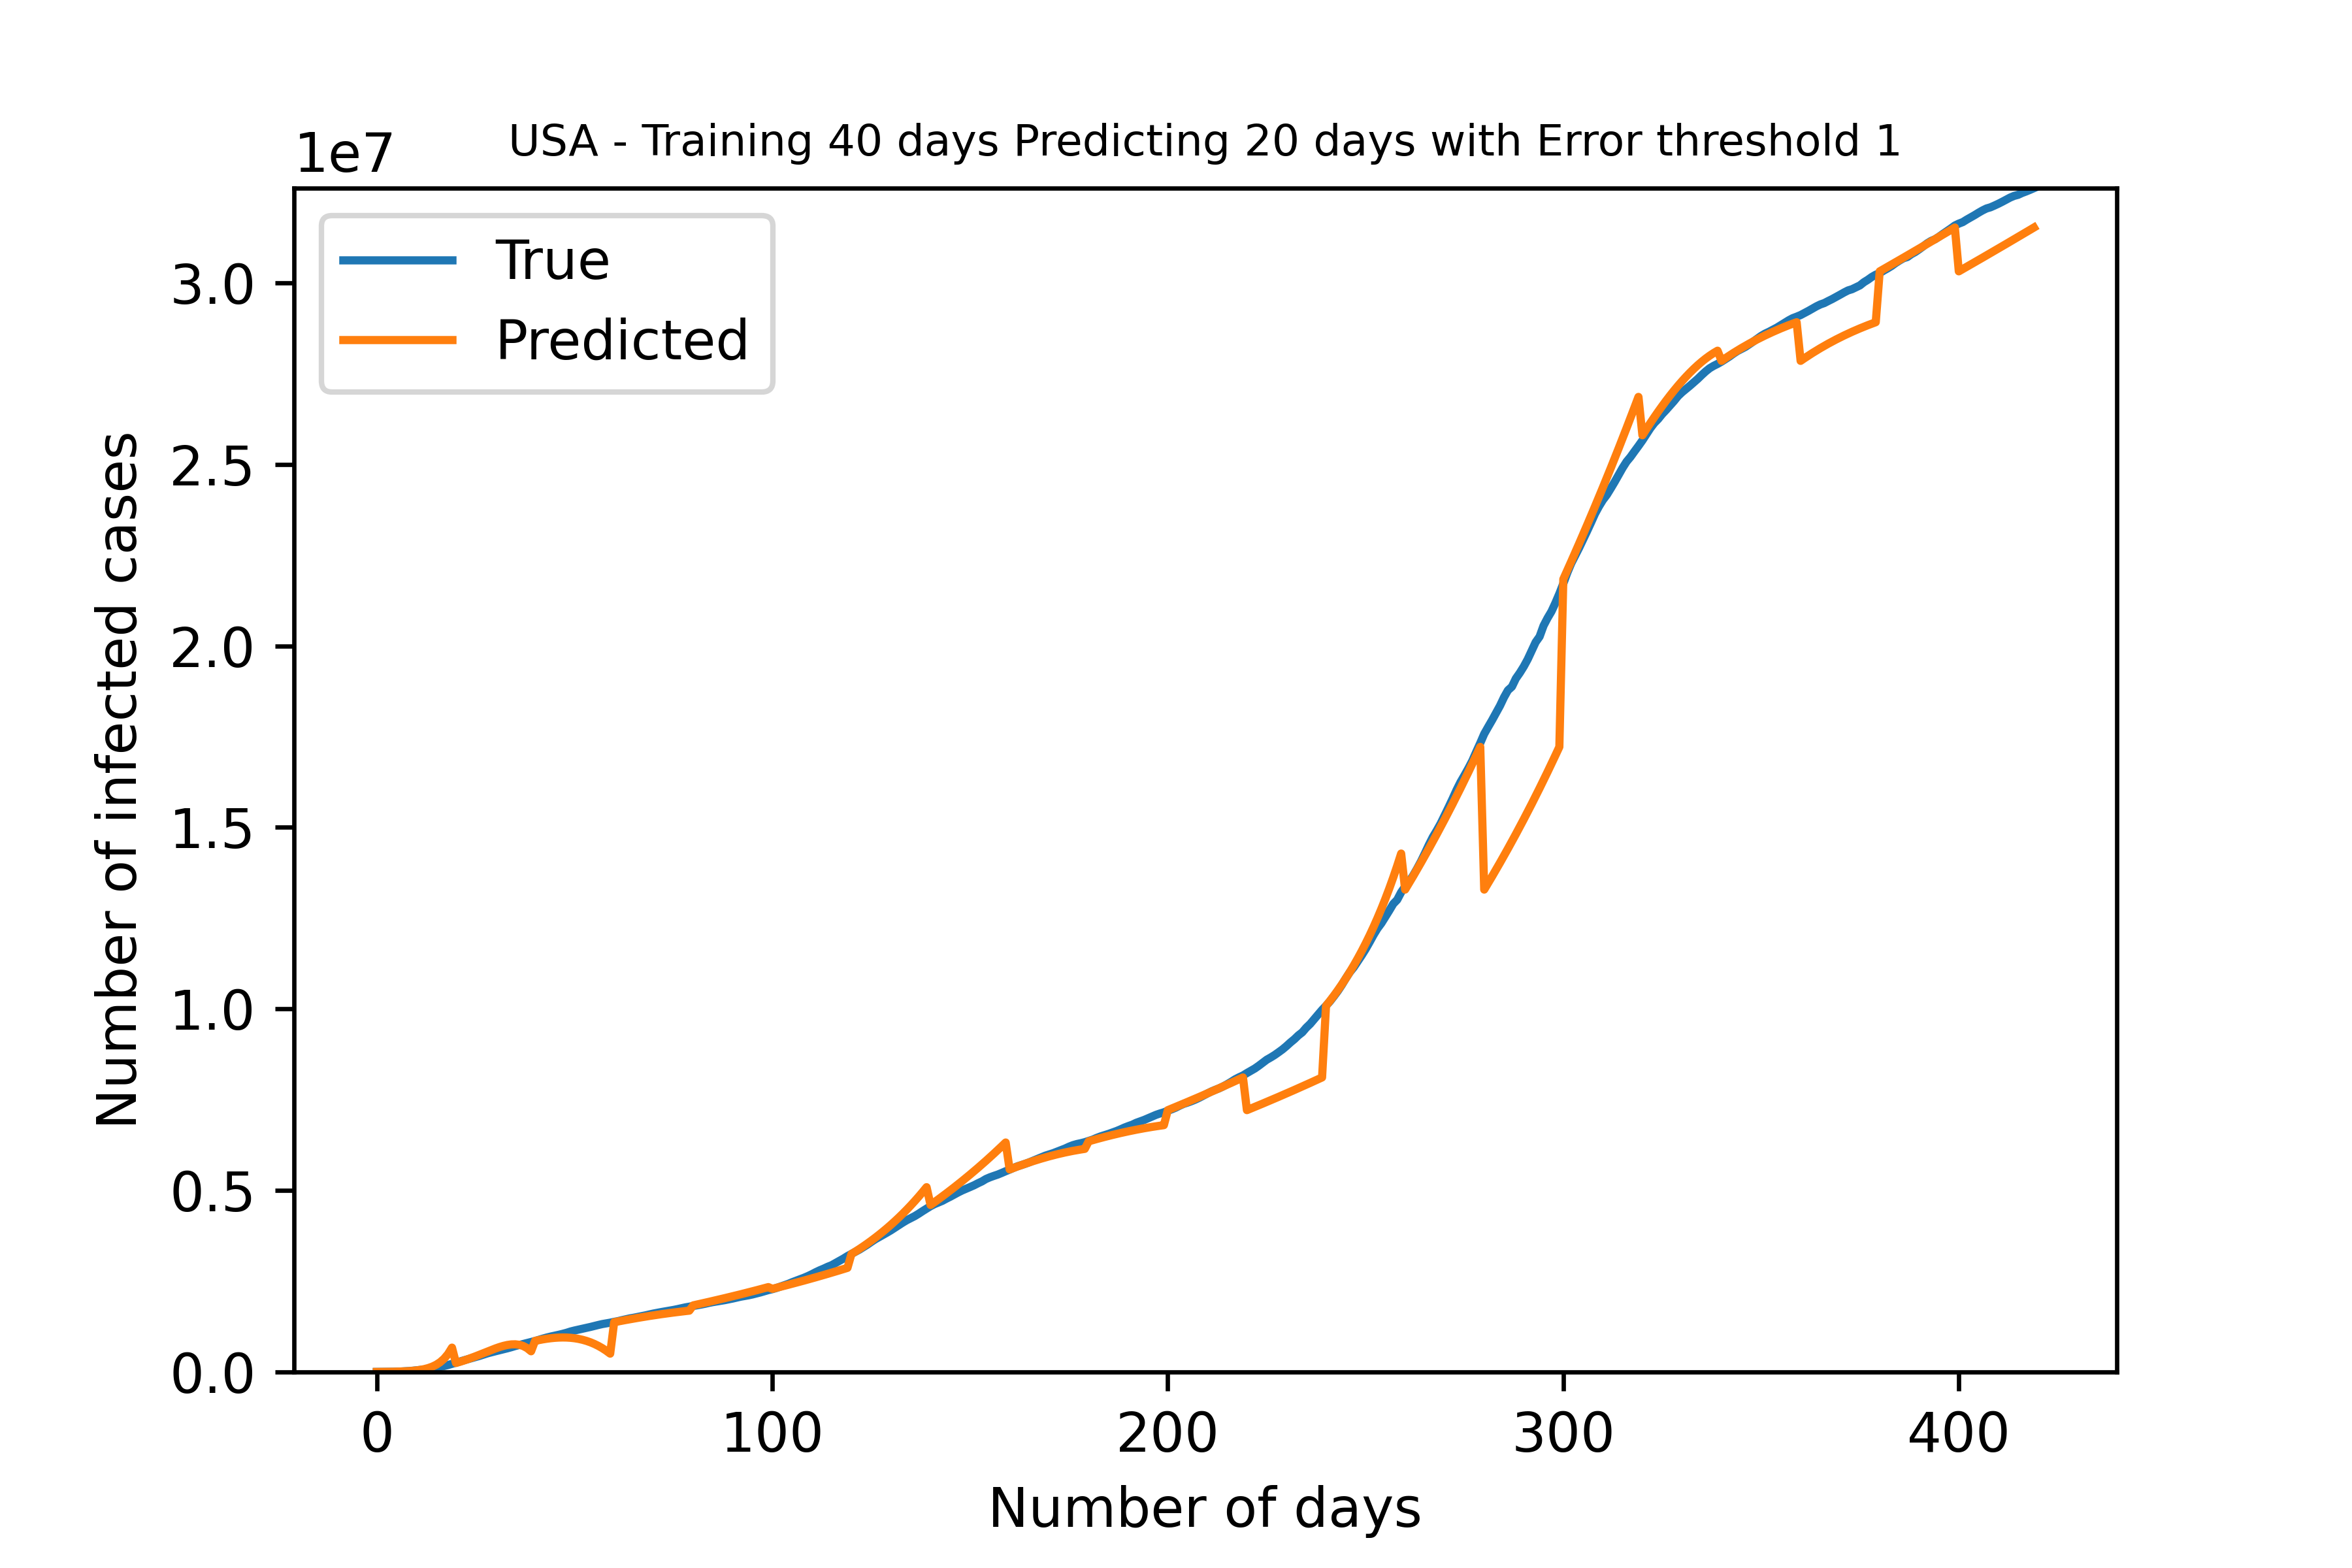 USA - Training 40 days Predicting 20 days with Error threshold 1
1e7
True
Predicted
3.0
2.5
2.0
1.5
1.0
0.5
0.0
Number of infected cases
0 100 200 300 400
Number of days